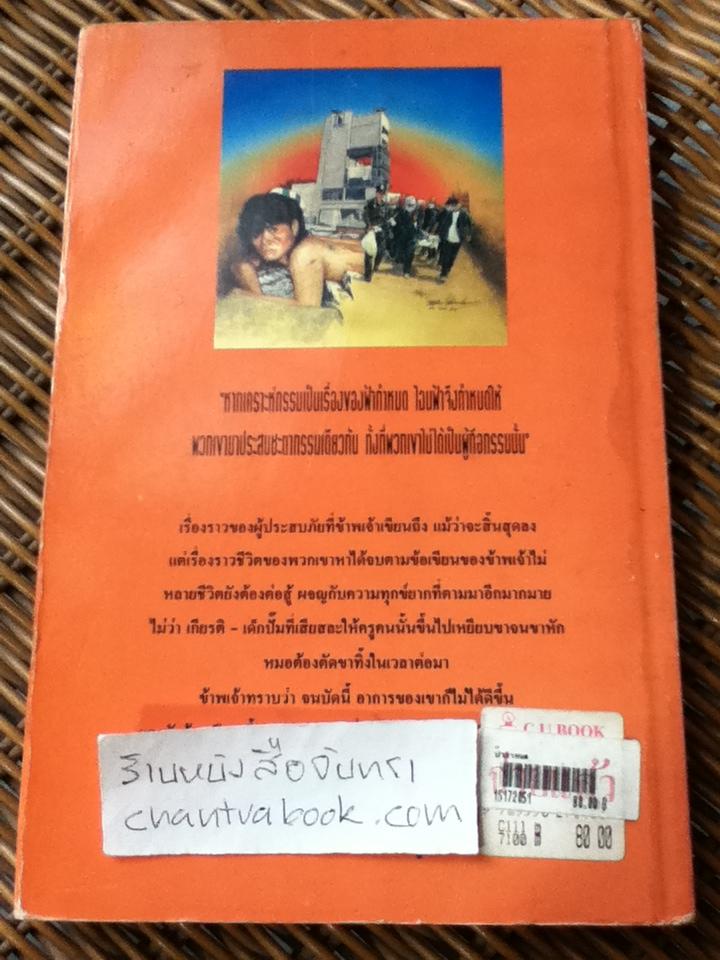 "หากเคราะห์กรรมเป็นเรื่องของฟ้ากำหนด ไฉนฟ้าจึงกำหนดให้
พวกเขามาประสบชะตากรรมเดียวกัน ทั้งที่พวกเขาไม่ได้เป็นผู้ก่อกรรมนั้น"
เรื่องราวของผู้ประสบภัยที่ข้าพเจ้าเขียนถึง แม้ว่าจะสิ้นสุดลง
แต่เรื่องราวชีวิตของพวกเขาหาได้จบตามข้อเขียนของข้าพเจ้าไม่
หลายชีวิตยังต้องต่อสู้ ผจญกับความทุกข์ยากที่ตามมาอีกมากมาย
ไม่ว่า เกียรติ - เด็กปั๊มที่เสียสละให้ครูคนนั้นขึ้นไปเหยียบขาจนขาหัก
หมอต้องตัดขาทิ้งในเวลาต่อมา
ข้าพเจ้าทราบว่า จนบัดนี้ อาการของเขาก็ไม่ได้ดีขึ้น
ร้านหนังสือจันทรา
chantrabook.com
C.U BOOK
15172051 80.00 ฿
C111
7100 ฿ 80 00